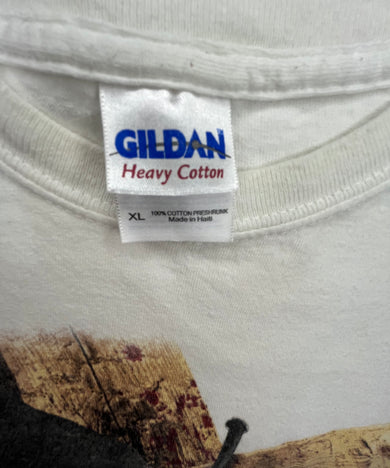 GILDAN
Heavy Cotton
XL 100% COTTON PRESHRUNK
Made in Haiti